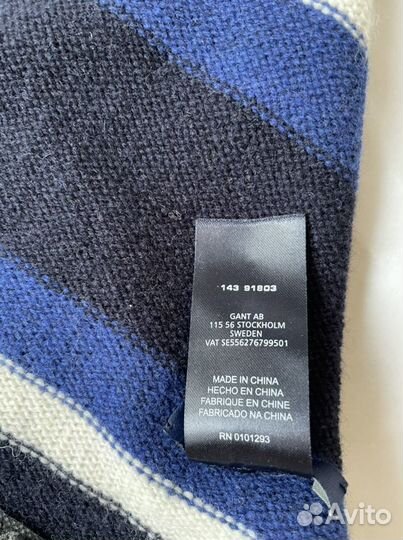 143 91803
GANT AB
115 56 STOCKHOLM
SWEDEN
VAT SE556276799501
MADE IN CHINA
HECHO EN CHINA
FABRIQUE EN CHINE
FABRICADO NA CHINA
RN 0101293
Avito